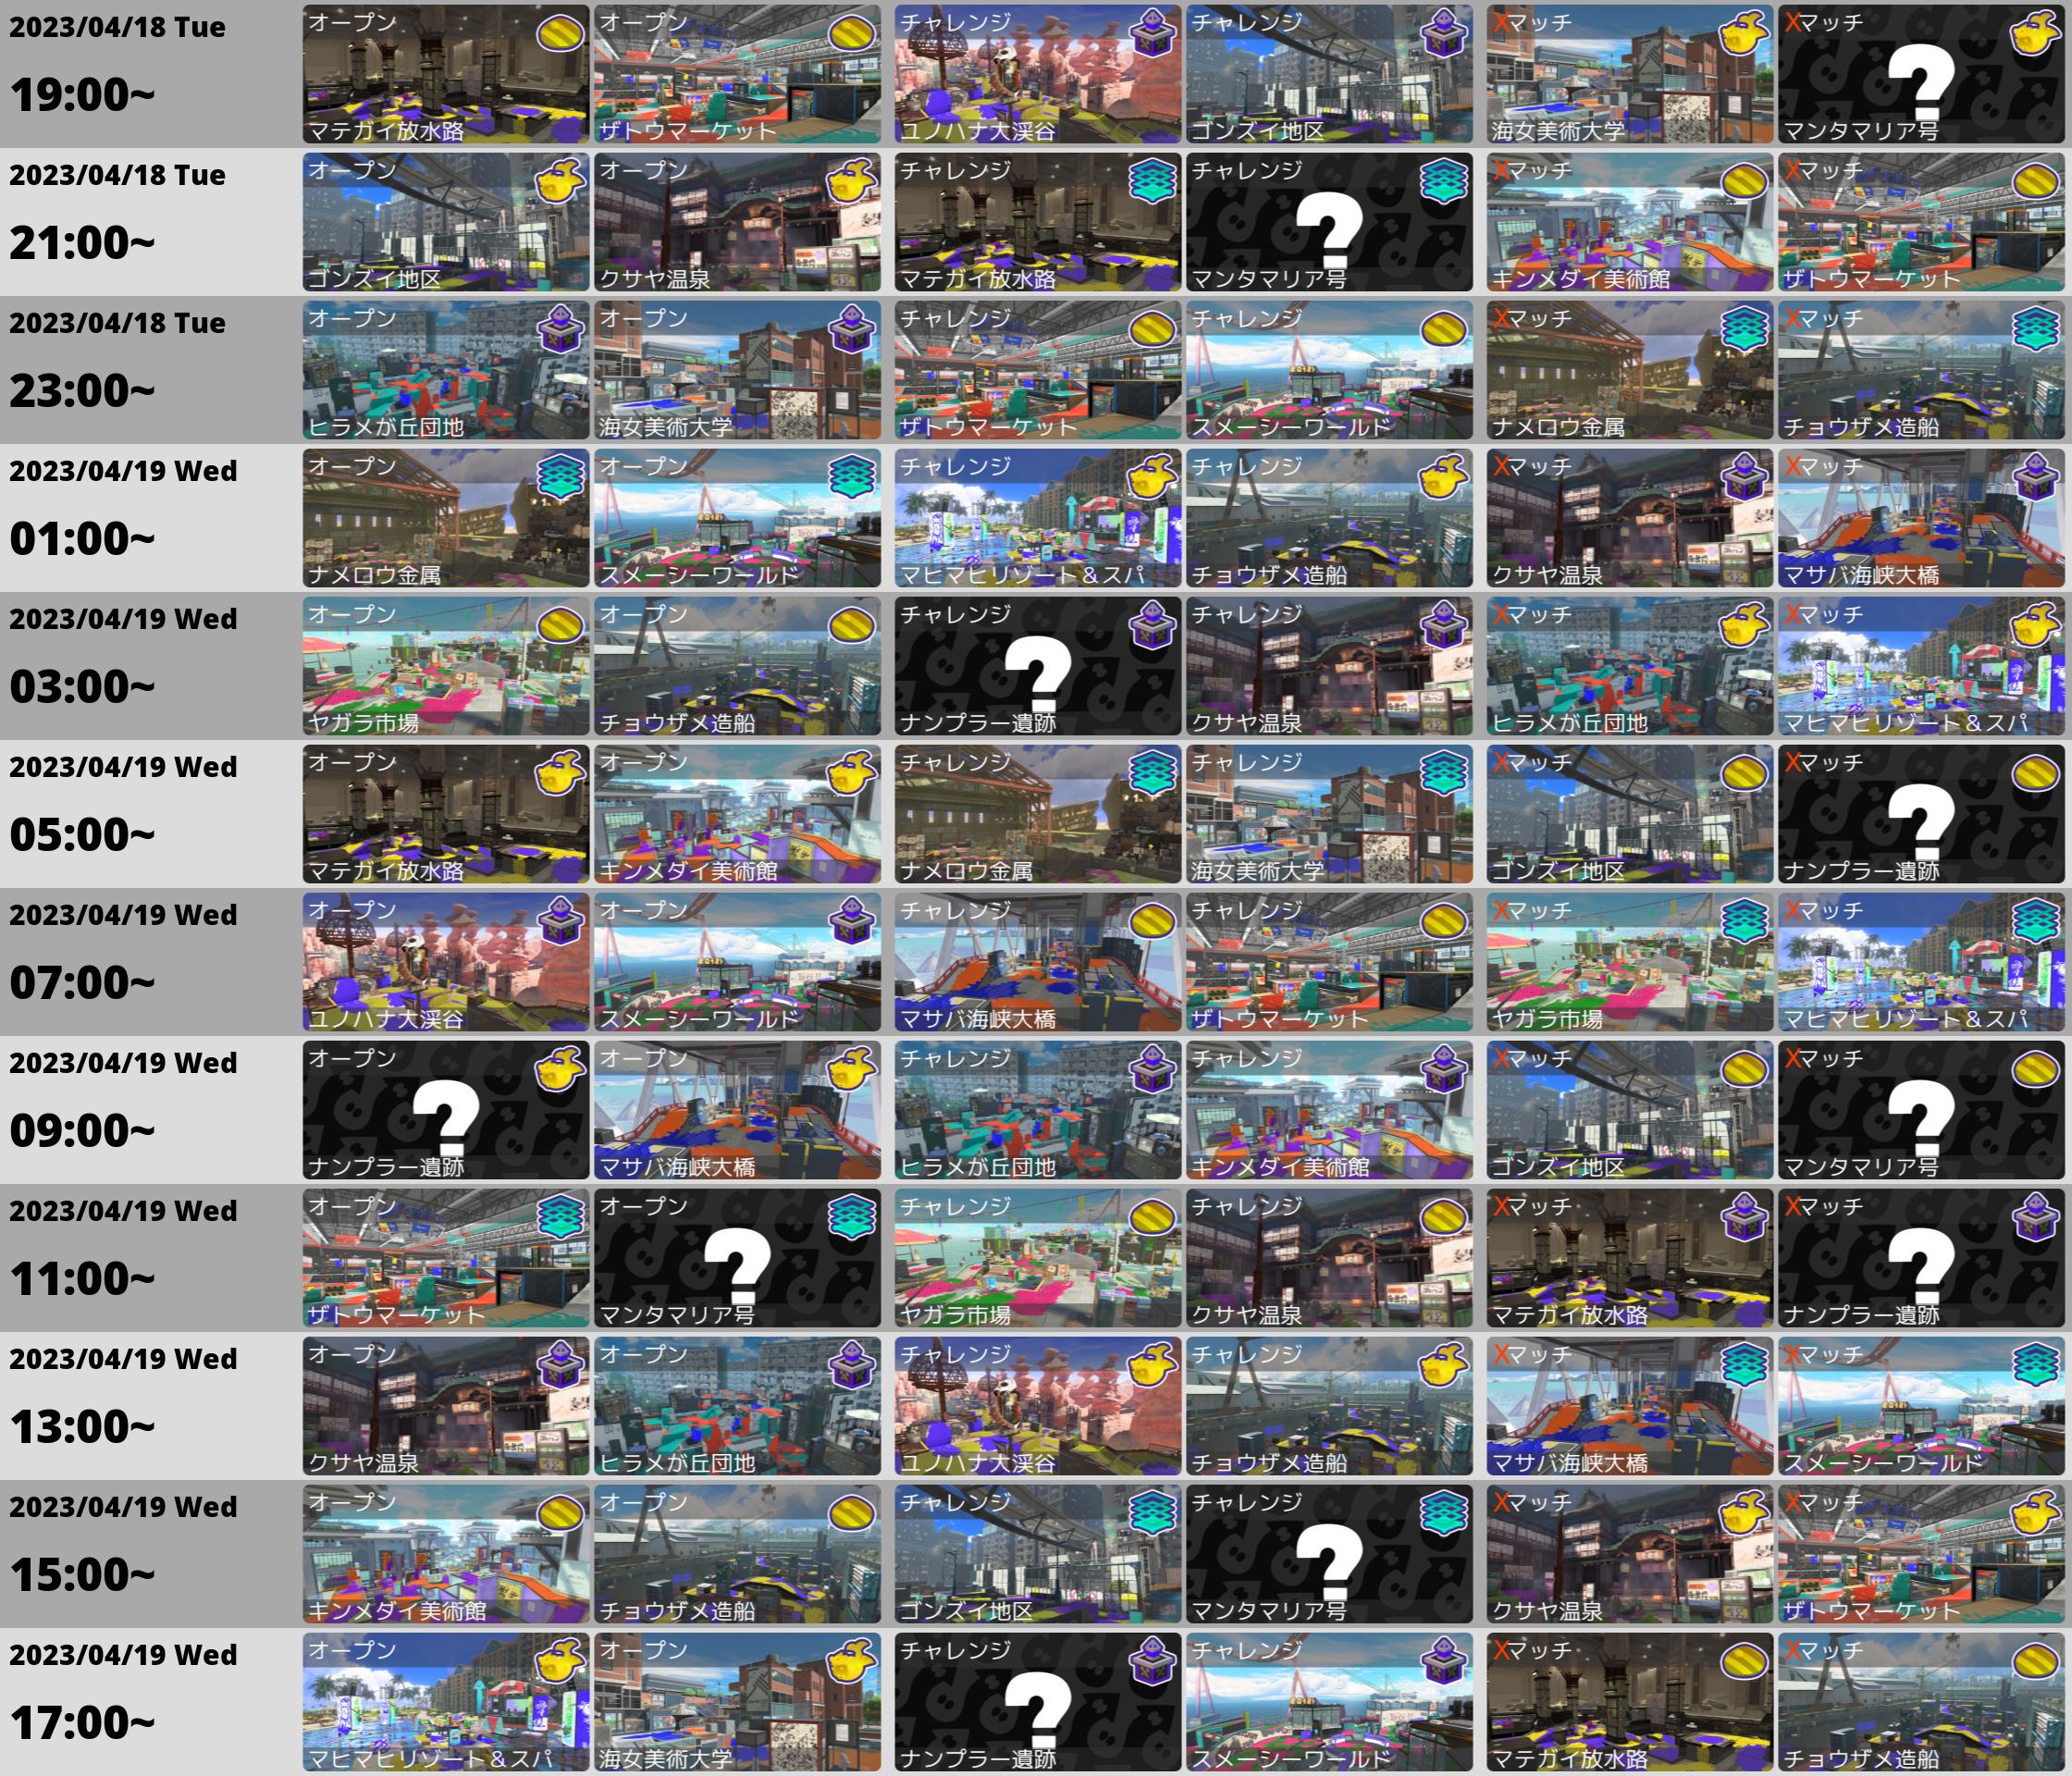 2023/04/18 Tue
19:00~
オープン
マテガイ放水路
オープン
ザトウマーケット
チャレンジ
ユノハナ大渓谷
チャレンジ
ゴンズイ地区
Xマッチ
海女美術大学
Xマッチ
?
マンタマリア号
2023/04/18 Tue
21:00~
オープン
ゴンズイ地区
オープン
クサヤ温泉
チャレンジ
マテガイ放水路
チャレンジ
?
マンタマリア号
Xマッチ
キンメダイ美術館
Xマッチ
ザトウマーケット
2023/04/18 Tue
23:00~
オープン
ヒラメが丘団地
オープン
海女美術大学
チャレンジ
ザトウマーケット
チャレンジ
スメーシーワールド
Xマッチ
ナメロウ金属
Xマッチ
チョウザメ造船
2023/04/19 Wed
01:00~
オープン
ナメロウ金属
オープン
スメーシーワールド
チャレンジ
マヒマヒリゾート&スパ
チャレンジ
チョウザメ造船
Xマッチ
クサヤ温泉
Xマッチ
マサバ海峡大橋
2023/04/19 Wed
03:00~
オープン
ヤガラ市場
オープン
チョウザメ造船
チャレンジ
?
ナンプラー遺跡
チャレンジ
クサヤ温泉
Xマッチ
ヒラメが丘団地
Xマッチ
マヒマヒリゾート&スパ
2023/04/19 Wed
05:00~
オープン
マテガイ放水路
オープン
キンメダイ美術館
チャレンジ
ナメロウ金属
チャレンジ
海女美術大学
Xマッチ
ゴンズイ地区
Xマッチ
?
ナンプラー遺跡
2023/04/19 Wed
07:00~
オープン
ユノハナ大渓谷
オープン
スメーシーワールド
チャレンジ
マサバ海峡大橋
チャレンジ
ザトウマーケット
Xマッチ
ヤガラ市場
Xマッチ
マヒマヒリゾート&スパ
2023/04/19 Wed
09:00~
オープン
?
ナンプラー遺跡
オープン
マサバ海峡大橋
チャレンジ
ヒラメが丘団地
チャレンジ
キンメダイ美術館
Xマッチ
ゴンズイ地区
Xマッチ
?
マンタマリア号
2023/04/19 Wed
11:00~
オープン
ザトウマーケット
オープン
?
マンタマリア号
チャレンジ
ヤガラ市場
チャレンジ
クサヤ温泉
Xマッチ
マテガイ放水路
Xマッチ
?
ナンプラー遺跡
2023/04/19 Wed
13:00~
オープン
クサヤ温泉
オープン
ヒラメが丘団地
チャレンジ
ユノハナ大渓谷
チャレンジ
チョウザメ造船
Xマッチ
マサバ海峡大橋
Xマッチ
スメーシーワールド
2023/04/19 Wed
15:00~
オープン
キンメダイ美術館
オープン
チョウザメ造船
チャレンジ
ゴンズイ地区
チャレンジ
?
マンタマリア号
Xマッチ
クサヤ温泉
Xマッチ
ザトウマーケット
2023/04/19 Wed
17:00~
オープン
マヒマヒリゾート&スパ
オープン
海女美術大学
チャレンジ
?
ナンプラー遺跡
チャレンジ
スメーシーワールド
Xマッチ
マテガイ放水路
Xマッチ
チョウザメ造船